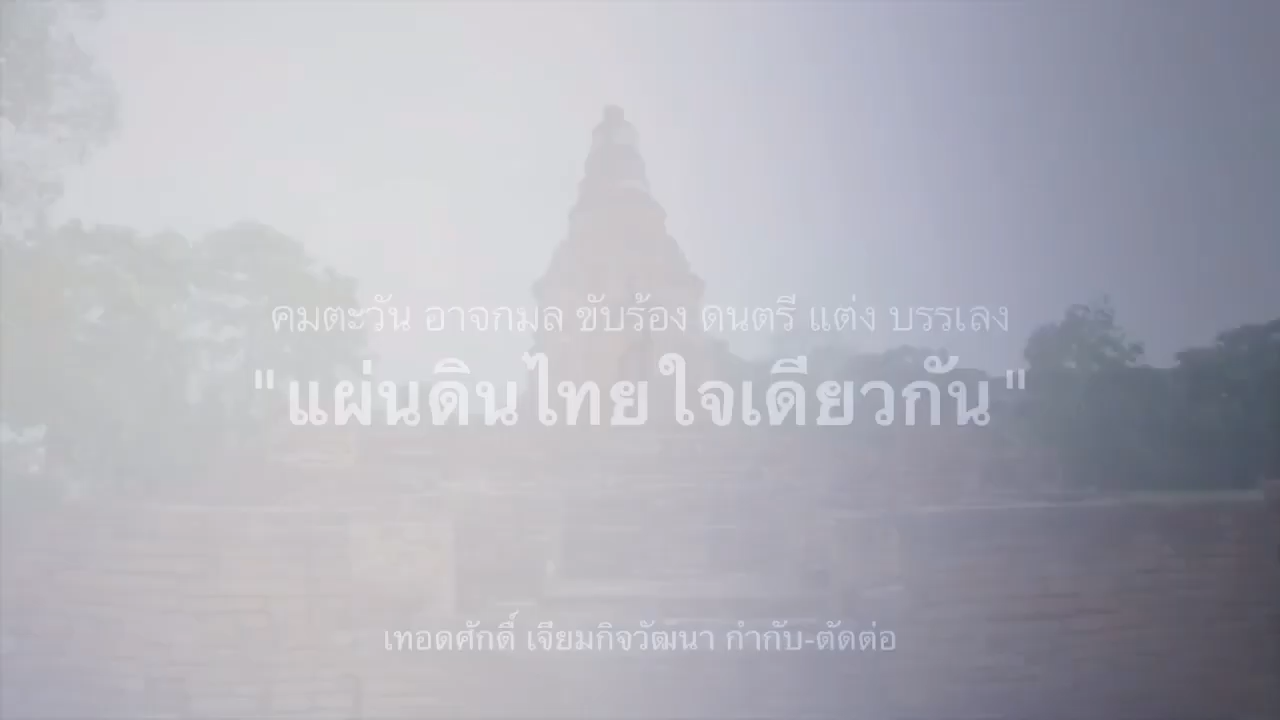 คมตะวัน อาจกมล ขับร้อง ดนตรี แต่ง บรรเลง
"แผ่นดินไทยใจเดียวกัน"
เทอดศักดิ์ เจียมกิจวัฒนา กำกับ-ตัดต่อ